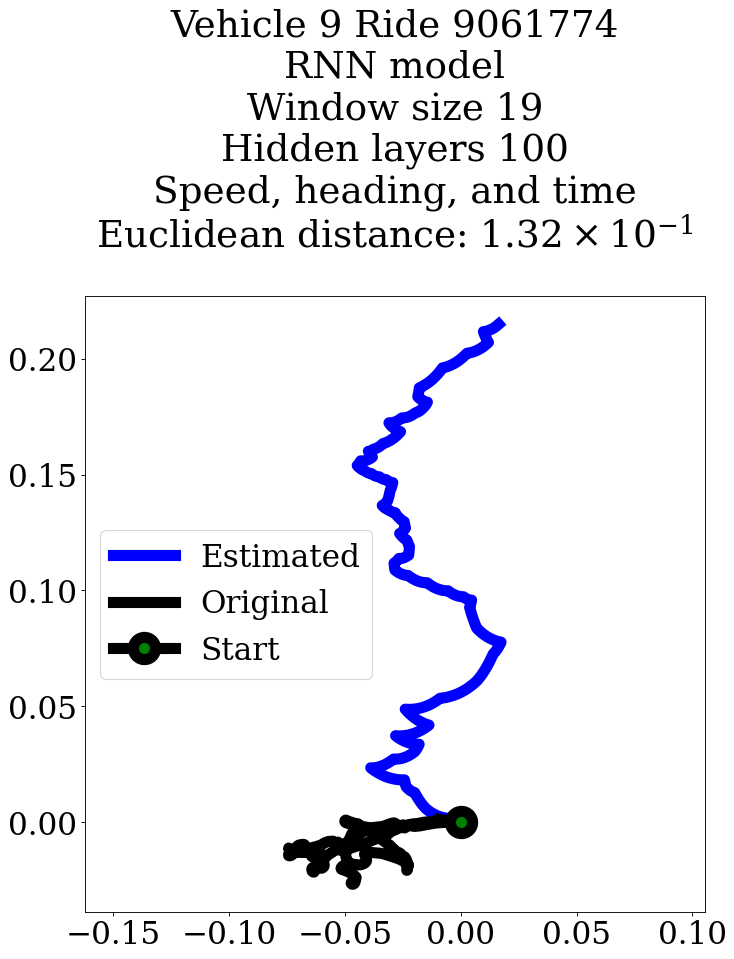 Vehicle 9 Ride 9061774
RNN model
Window size 19
Hidden layers 100
Speed, heading, and time
Euclidean distance: 1.32 × 10⁻¹
0.20
0.15
0.10
0.05
0.00
Estimated
Original
Start
−0.15 −0.10 −0.05 0.00 0.05 0.10